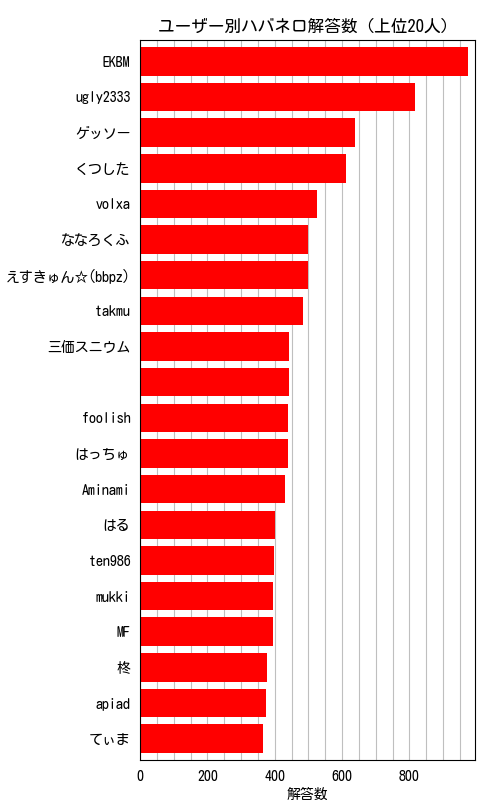 ユーザー別ハバネロ解答数 (上位20人)
EKBM
ugly2333
ゲッソー
くつした
volxa
ななろくふ
えすきゅん☆(bbpz)
takmu
三価スニウム
foolish
はっちゅ
Aminami
はる
ten986
mukki
MF
柊
apiad
てぃま
0 200 400 600 800
解答数